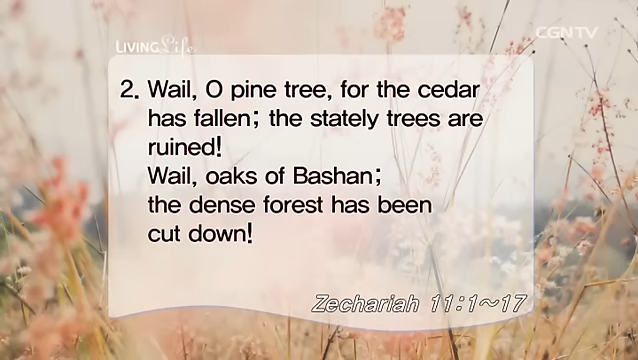 LIVING Life
CGNTV
2. Wail, O pine tree, for the cedar
has fallen; the stately trees are
ruined!
Wail, oaks of Bashan;
the dense forest has been
cut down!
Zechariah 11:1~17